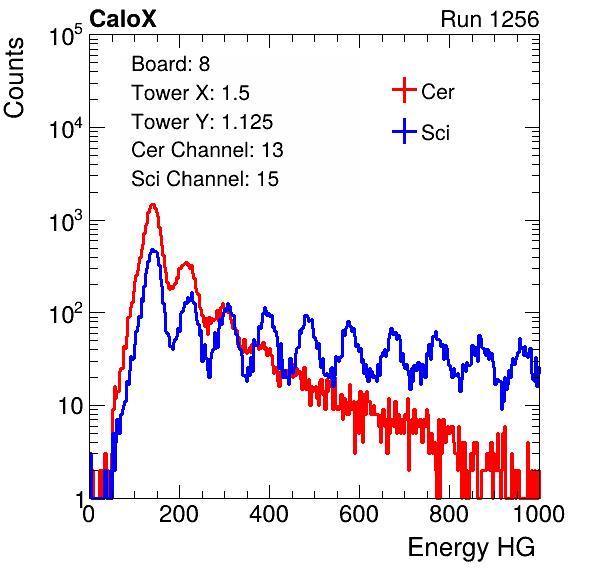 CaloX Run 1256
Counts
Board: 8
Tower X: 1.5
Tower Y: 1.125
Cer Channel: 13
Sci Channel: 15
Cer
Sci
10^5
10^4
10^3
10^2
10
1
0 200 400 600 800 1000
Energy HG